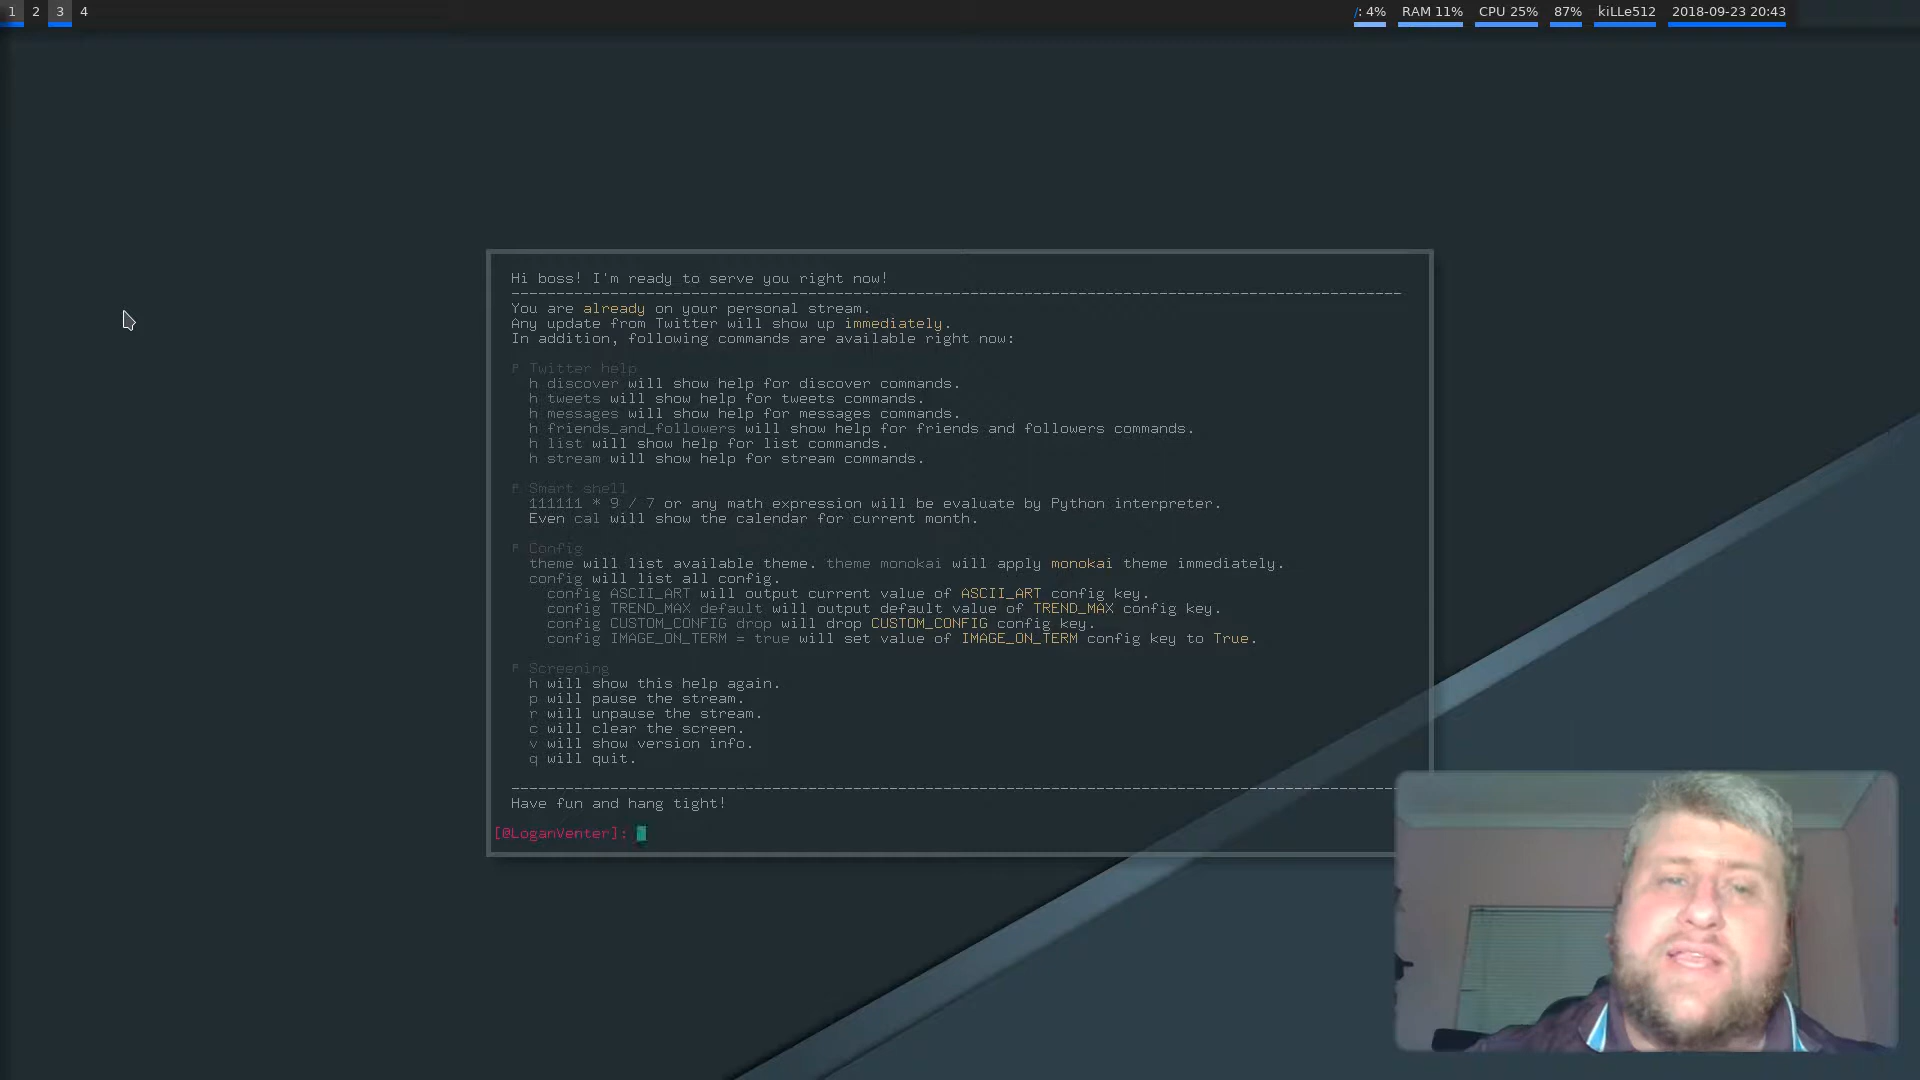 1 2 3 4 /: 4% RAM 11% CPU 25% 87% kiLLe512 2018-09-23 20:43
Hi boss! I'm ready to serve you right now!
You are already on your personal stream.
Any update from Twitter will show up immediately.
In addition, following commands are available right now:
Twitter help
h discover will show help for discover commands.
h tweets will show help for tweets commands.
h messages will show help for messages commands.
h friends_and_followers will show help for friends and followers commands.
h list will show help for list commands.
h stream will show help for stream commands.
Smart shell
111111 * 9 / 7 or any math expression will be evaluate by Python interpreter.
Even cal will show the calendar for current month.
Config
theme will list available theme. theme monokai will apply monokai theme immediately.
config will list all config.
config ASCII_ART will output current value of ASCII_ART config key.
config TREND_MAX default will output default value of TREND_MAX config key.
config CUSTOM_CONFIG drop will drop CUSTOM_CONFIG config key.
config IMAGE_ON_TERM = true will set value of IMAGE_ON_TERM config key to True.
Screening
h will show this help again.
p will pause the stream.
r will unpause the stream.
c will clear the screen.
v will show version info.
q will quit.
Have fun and hang tight!
[@LoganVenter]: